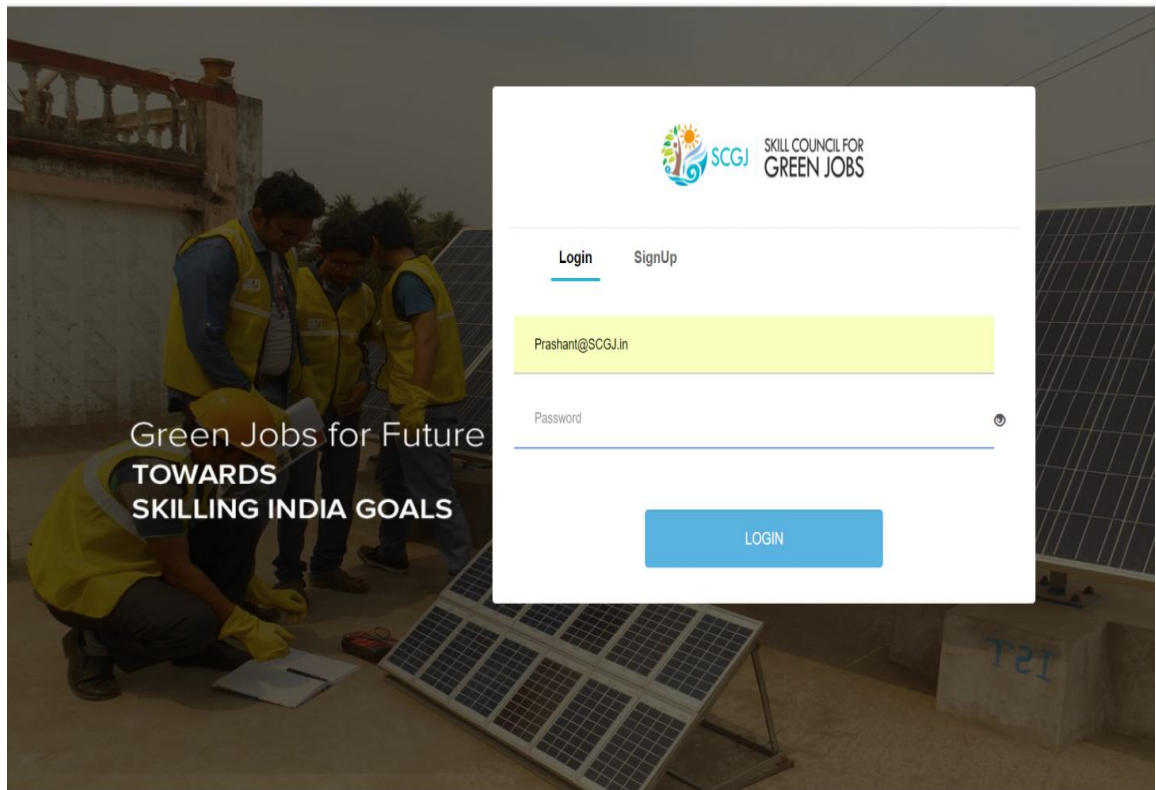 SCGJ
SKILL COUNCIL FOR
GREEN JOBS
Login SignUp
Prashant@SCGJ.in
Password
LOGIN
Green Jobs for Future
TOWARDS
SKILLING INDIA GOALS